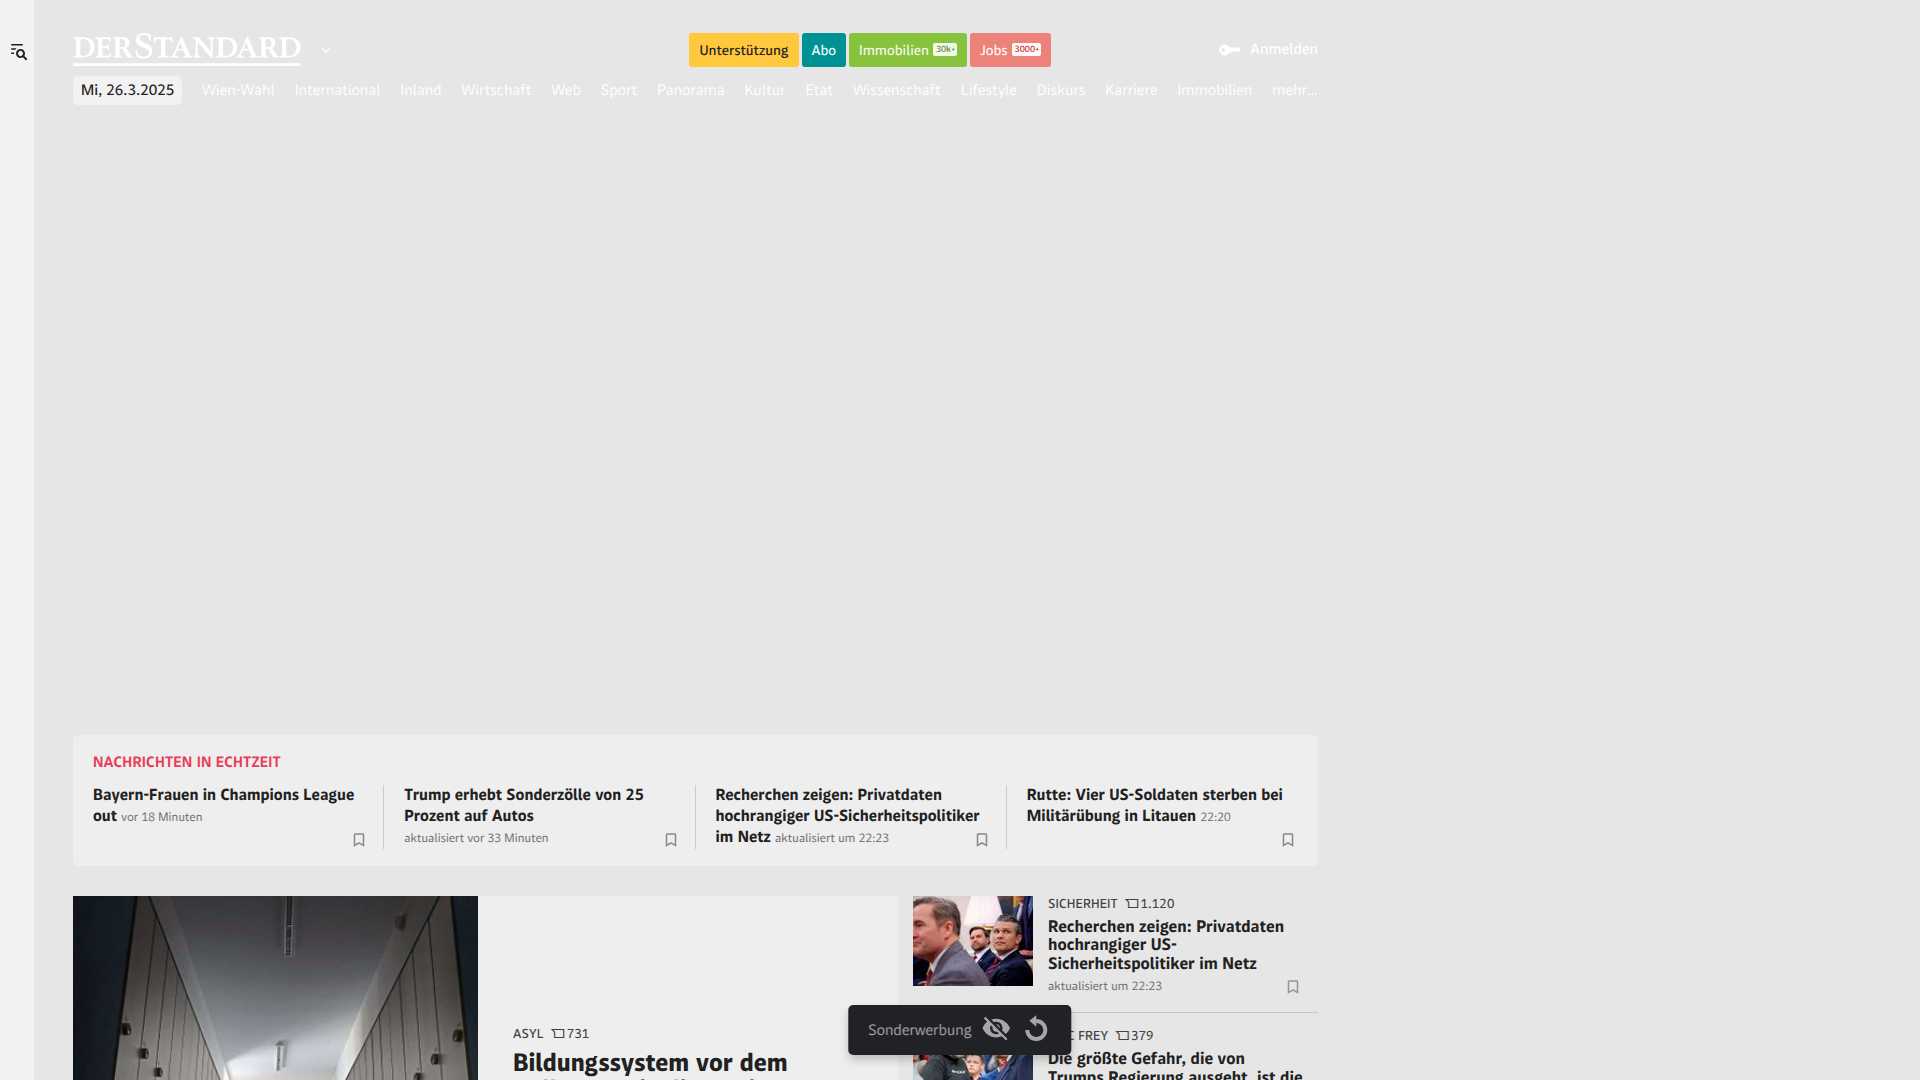 DERSTANDARD
Unterstützung
Abo
Immobilien 30k+
Jobs 3000+
Anmelden
Mi, 26.3.2025
Wien-Wahl
International
Inland
Wirtschaft
Web
Sport
Panorama
Kultur
Etat
Wissenschaft
Lifestyle
Diskurs
Karriere
Immobilien
mehr...
NACHRICHTEN IN ECHTZEIT
Bayern-Frauen in Champions League
out vor 18 Minuten
Trump erhebt Sonderzölle von 25
Prozent auf Autos
aktualisiert vor 33 Minuten
Recherchen zeigen: Privatdaten
hochrangiger US-Sicherheitspolitiker
im Netz aktualisiert um 22:23
Rutte: Vier US-Soldaten sterben bei
Militärübung in Litauen 22:20
ASYL 731
Bildungssystem vor dem
SICHERHEIT 1.120
Recherchen zeigen: Privatdaten
hochrangiger US-
Sicherheitspolitiker im Netz
aktualisiert um 22:23
FREY 379
Die größte Gefahr, die von
Trumps Regierung ausgeht, ist die
Sonderwerbung